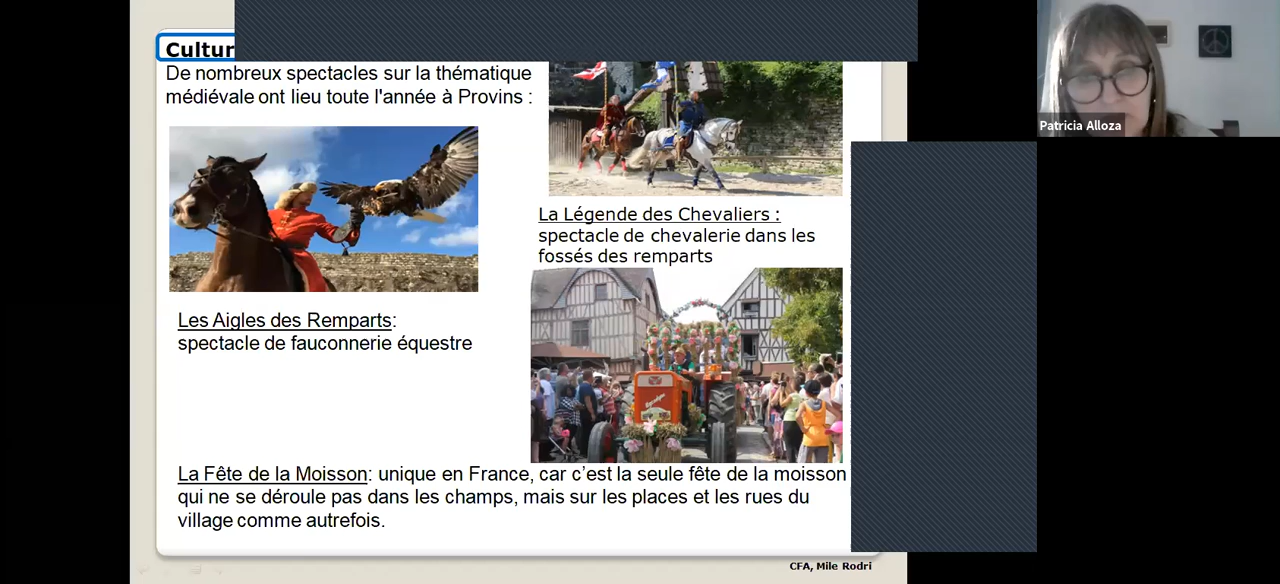 Cultur
De nombreux spectacles sur la thématique
médiévale ont lieu toute l'année à Provins :
Patricia Alloza
La Légende des Chevaliers :
spectacle de chevalerie dans les
fossés des remparts
Les Aigles des Remparts:
spectacle de fauconnerie équestre
La Fête de la Moisson: unique en France, car c’est la seule fête de la moisson
qui ne se déroule pas dans les champs, mais sur les places et les rues du
village comme autrefois.
CFA, Mile Rodri